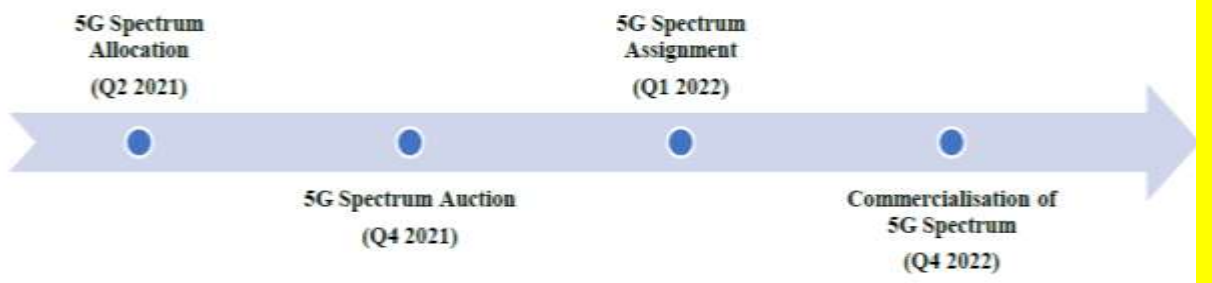 5G Spectrum
Allocation
(Q2 2021)
5G Spectrum Auction
(Q4 2021)
5G Spectrum
Assignment
(Q1 2022)
Commercialisation of
5G Spectrum
(Q4 2022)